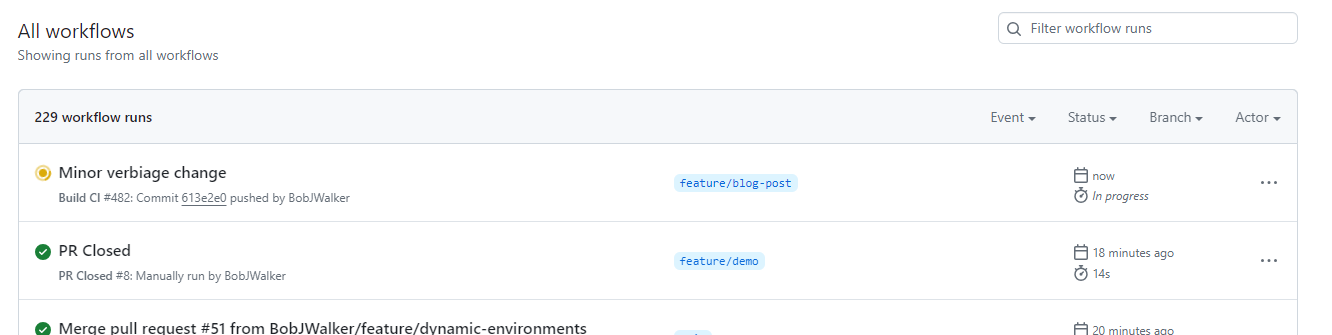 All workflows
Filter workflow runs
Showing runs from all workflows
229 workflow runs
Event
Status
Branch
Actor
Minor verbiage change
Build CI #482: Commit 613e2e0 pushed by BobJWalker
feature/blog-post
now
In progress
PR Closed
PR Closed #8: Manually run by BobJWalker
feature/demo
18 minutes ago
14s
Merge pull request #51 from BobJWalker/feature/dynamic-environments
20 minutes ago